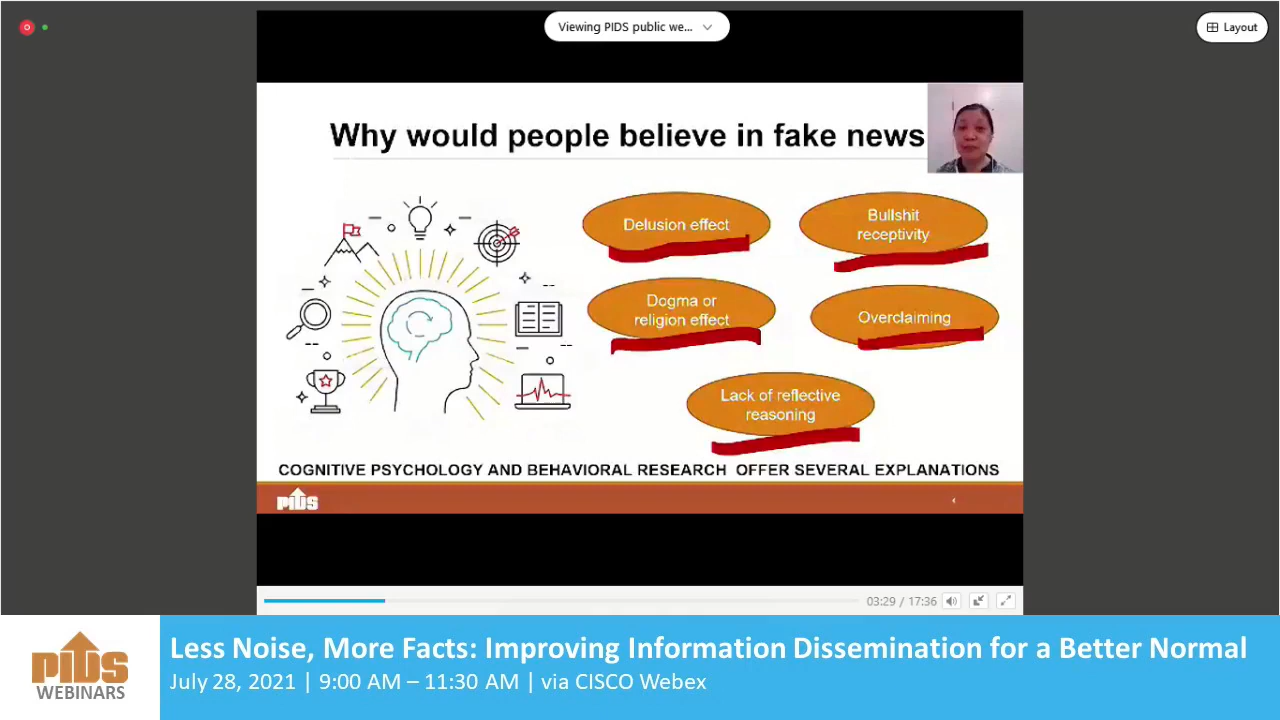 Viewing PIDS public we...
Layout
Why would people believe in fake news
Delusion effect
Bullshit
receptivity
Dogma or
religion effect
Overclaiming
Lack of reflective
reasoning
COGNITIVE PSYCHOLOGY AND BEHAVIORAL RESEARCH OFFER SEVERAL EXPLANATIONS
PIDS
03:29 / 17:36
PIDS
WEBINARS
Less Noise, More Facts: Improving Information Dissemination for a Better Normal
July 28, 2021 | 9:00 AM – 11:30 AM | via CISCO Webex